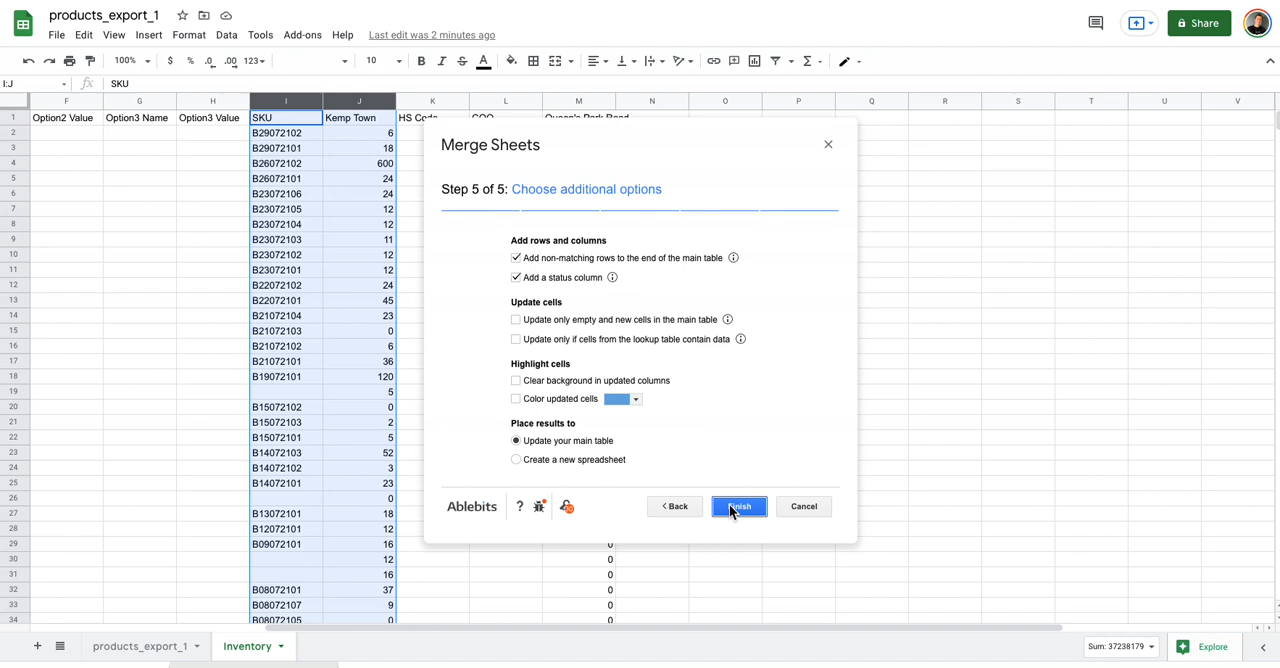 products_export_1
File Edit View Insert Format Data Tools Add-ons Help Last edit was 2 minutes ago
Share
100% $ % .0 .00 123 10 B I S A
I:J fx SKU
F G H I J K L M N O P Q R S T U V
1 Option2 Value Option3 Name Option3 Value SKU Kemp Town HS Code COO Queen's Park Road
2 B29072102 6
3 B29072101 18
4 B26072102 600
5 B26072101 24
6 B23072106 24
7 B23072105 12
8 B23072104 12
9 B23072103 11
10 B23072102 12
11 B23072101 12
12 B22072102 24
13 B22072101 45
14 B21072104 23
15 B21072103 0
16 B21072102 6
17 B21072101 36
18 B19072101 120
19 5
20 B15072102 0
21 B15072103 2
22 B15072101 5
23 B14072103 52
24 B14072102 3
25 B14072101 23
26 0
27 B13072101 18
28 B12072101 12
29 B09072101 16 0
30 12 0
31 16 0
32 B08072101 37 0
33 B08072107 9 0
34 B08072105 0 0
Merge Sheets
Step 5 of 5: Choose additional options
Add rows and columns
Add non-matching rows to the end of the main table
Add a status column
Update cells
Update only empty and new cells in the main table
Update only if cells from the lookup table contain data
Highlight cells
Clear background in updated columns
Color updated cells
Place results to
Update your main table
Create a new spreadsheet
Ablebits ? < Back Finish Cancel
products_export_1 Inventory Sum: 37238179 Explore